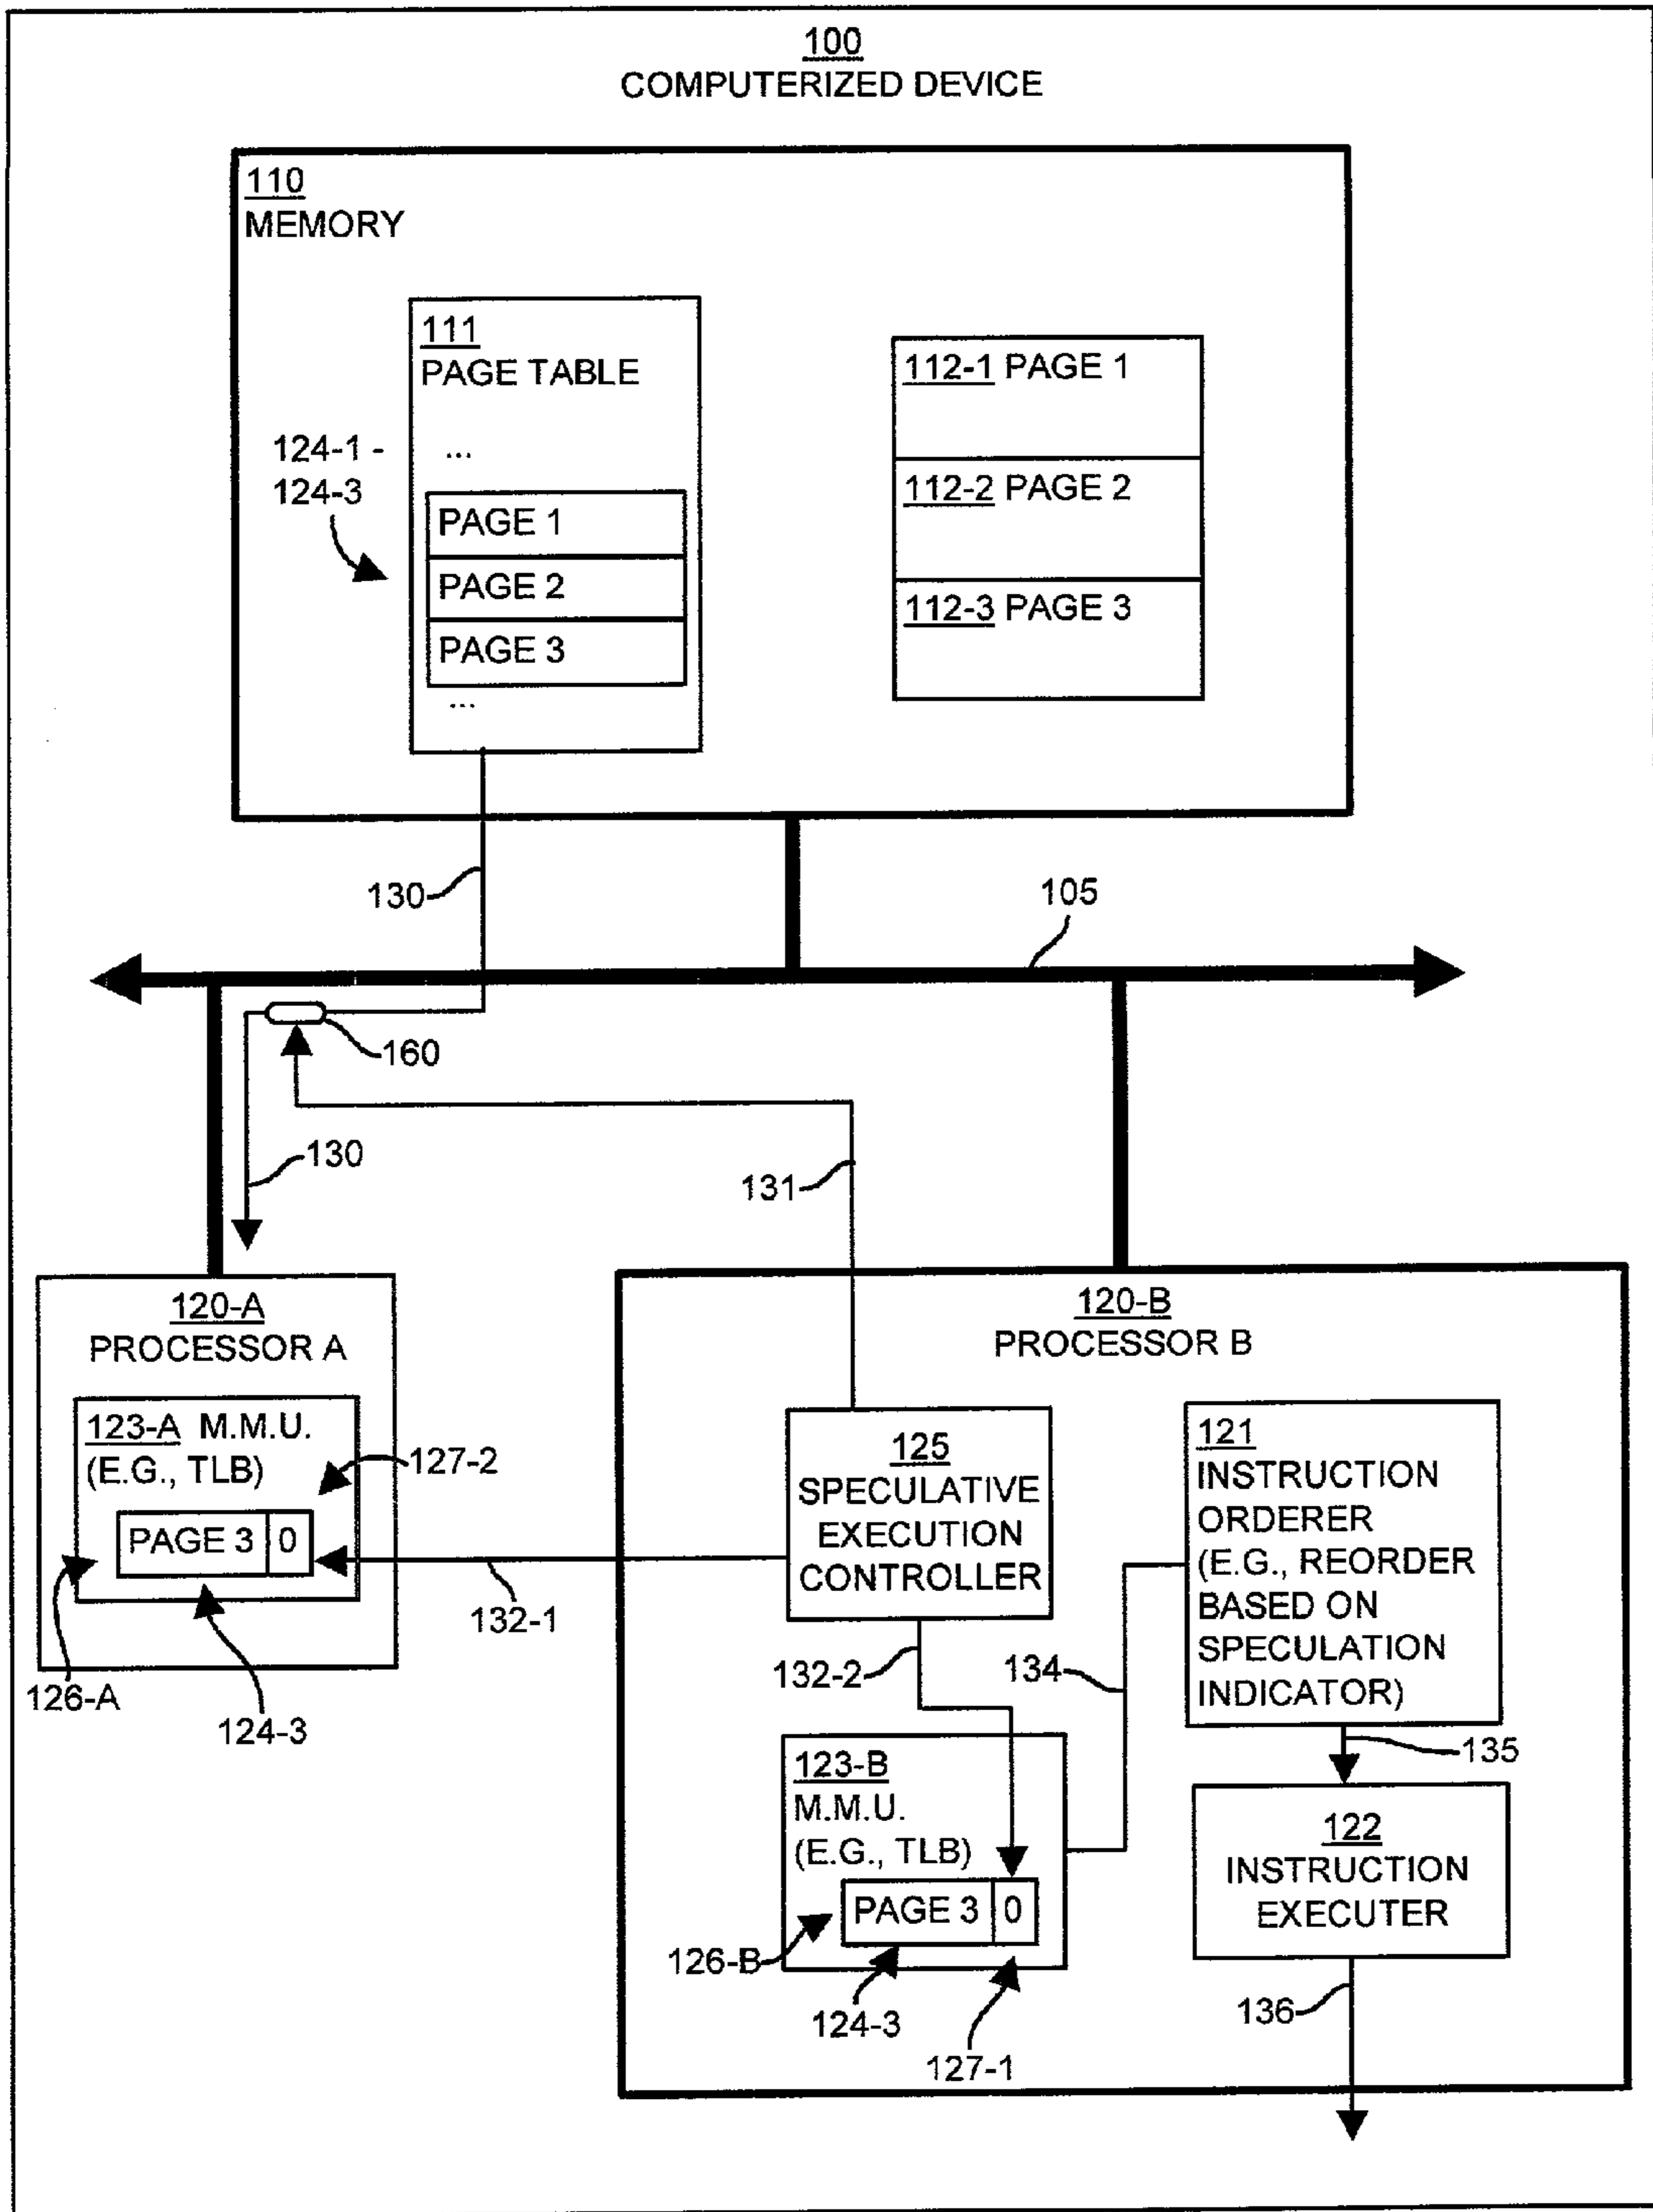 100
COMPUTERIZED DEVICE
110
MEMORY
111
PAGE TABLE
...
124-1 -
124-3
PAGE 1
PAGE 2
PAGE 3
...
112-1 PAGE 1
112-2 PAGE 2
112-3 PAGE 3
130
105
160
130
131
120-A
PROCESSOR A
123-A M.M.U.
(E.G., TLB)
127-2
PAGE 3 0
126-A
124-3
132-1
120-B
PROCESSOR B
125
SPECULATIVE
EXECUTION
CONTROLLER
132-2
134
121
INSTRUCTION
ORDERER
(E.G., REORDER
BASED ON
SPECULATION
INDICATOR)
135
123-B
M.M.U.
(E.G., TLB)
PAGE 3 0
126-B
124-3
127-1
122
INSTRUCTION
EXECUTER
136